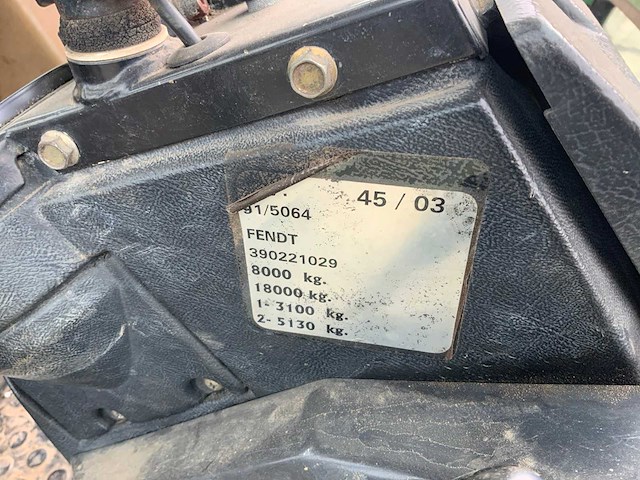 45 / 03
91/5064
FENDT
390221029
8000 kg.
18000 kg.
1- 3100 kg.
2- 5130 kg.